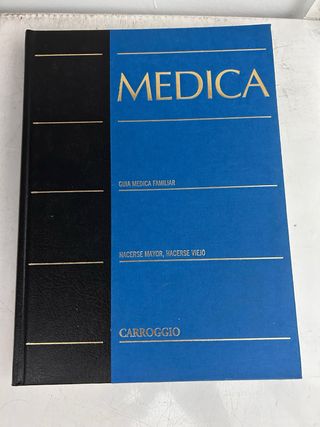 MEDICA
GUIA MEDICA FAMILIAR
HACERSE MAYOR, HACERSE VIEJO
CARROGGIO